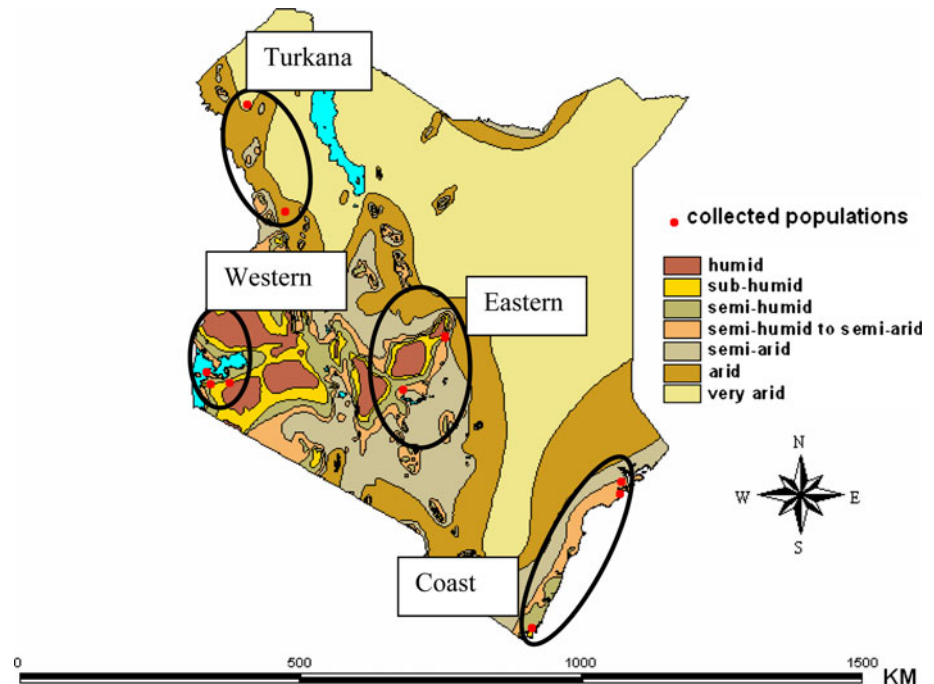 Turkana
Western
Eastern
Coast
collected populations
humid
sub-humid
semi-humid
semi-humid to semi-arid
semi-arid
arid
very arid
N
W E
S
0 500 1000 1500
KM